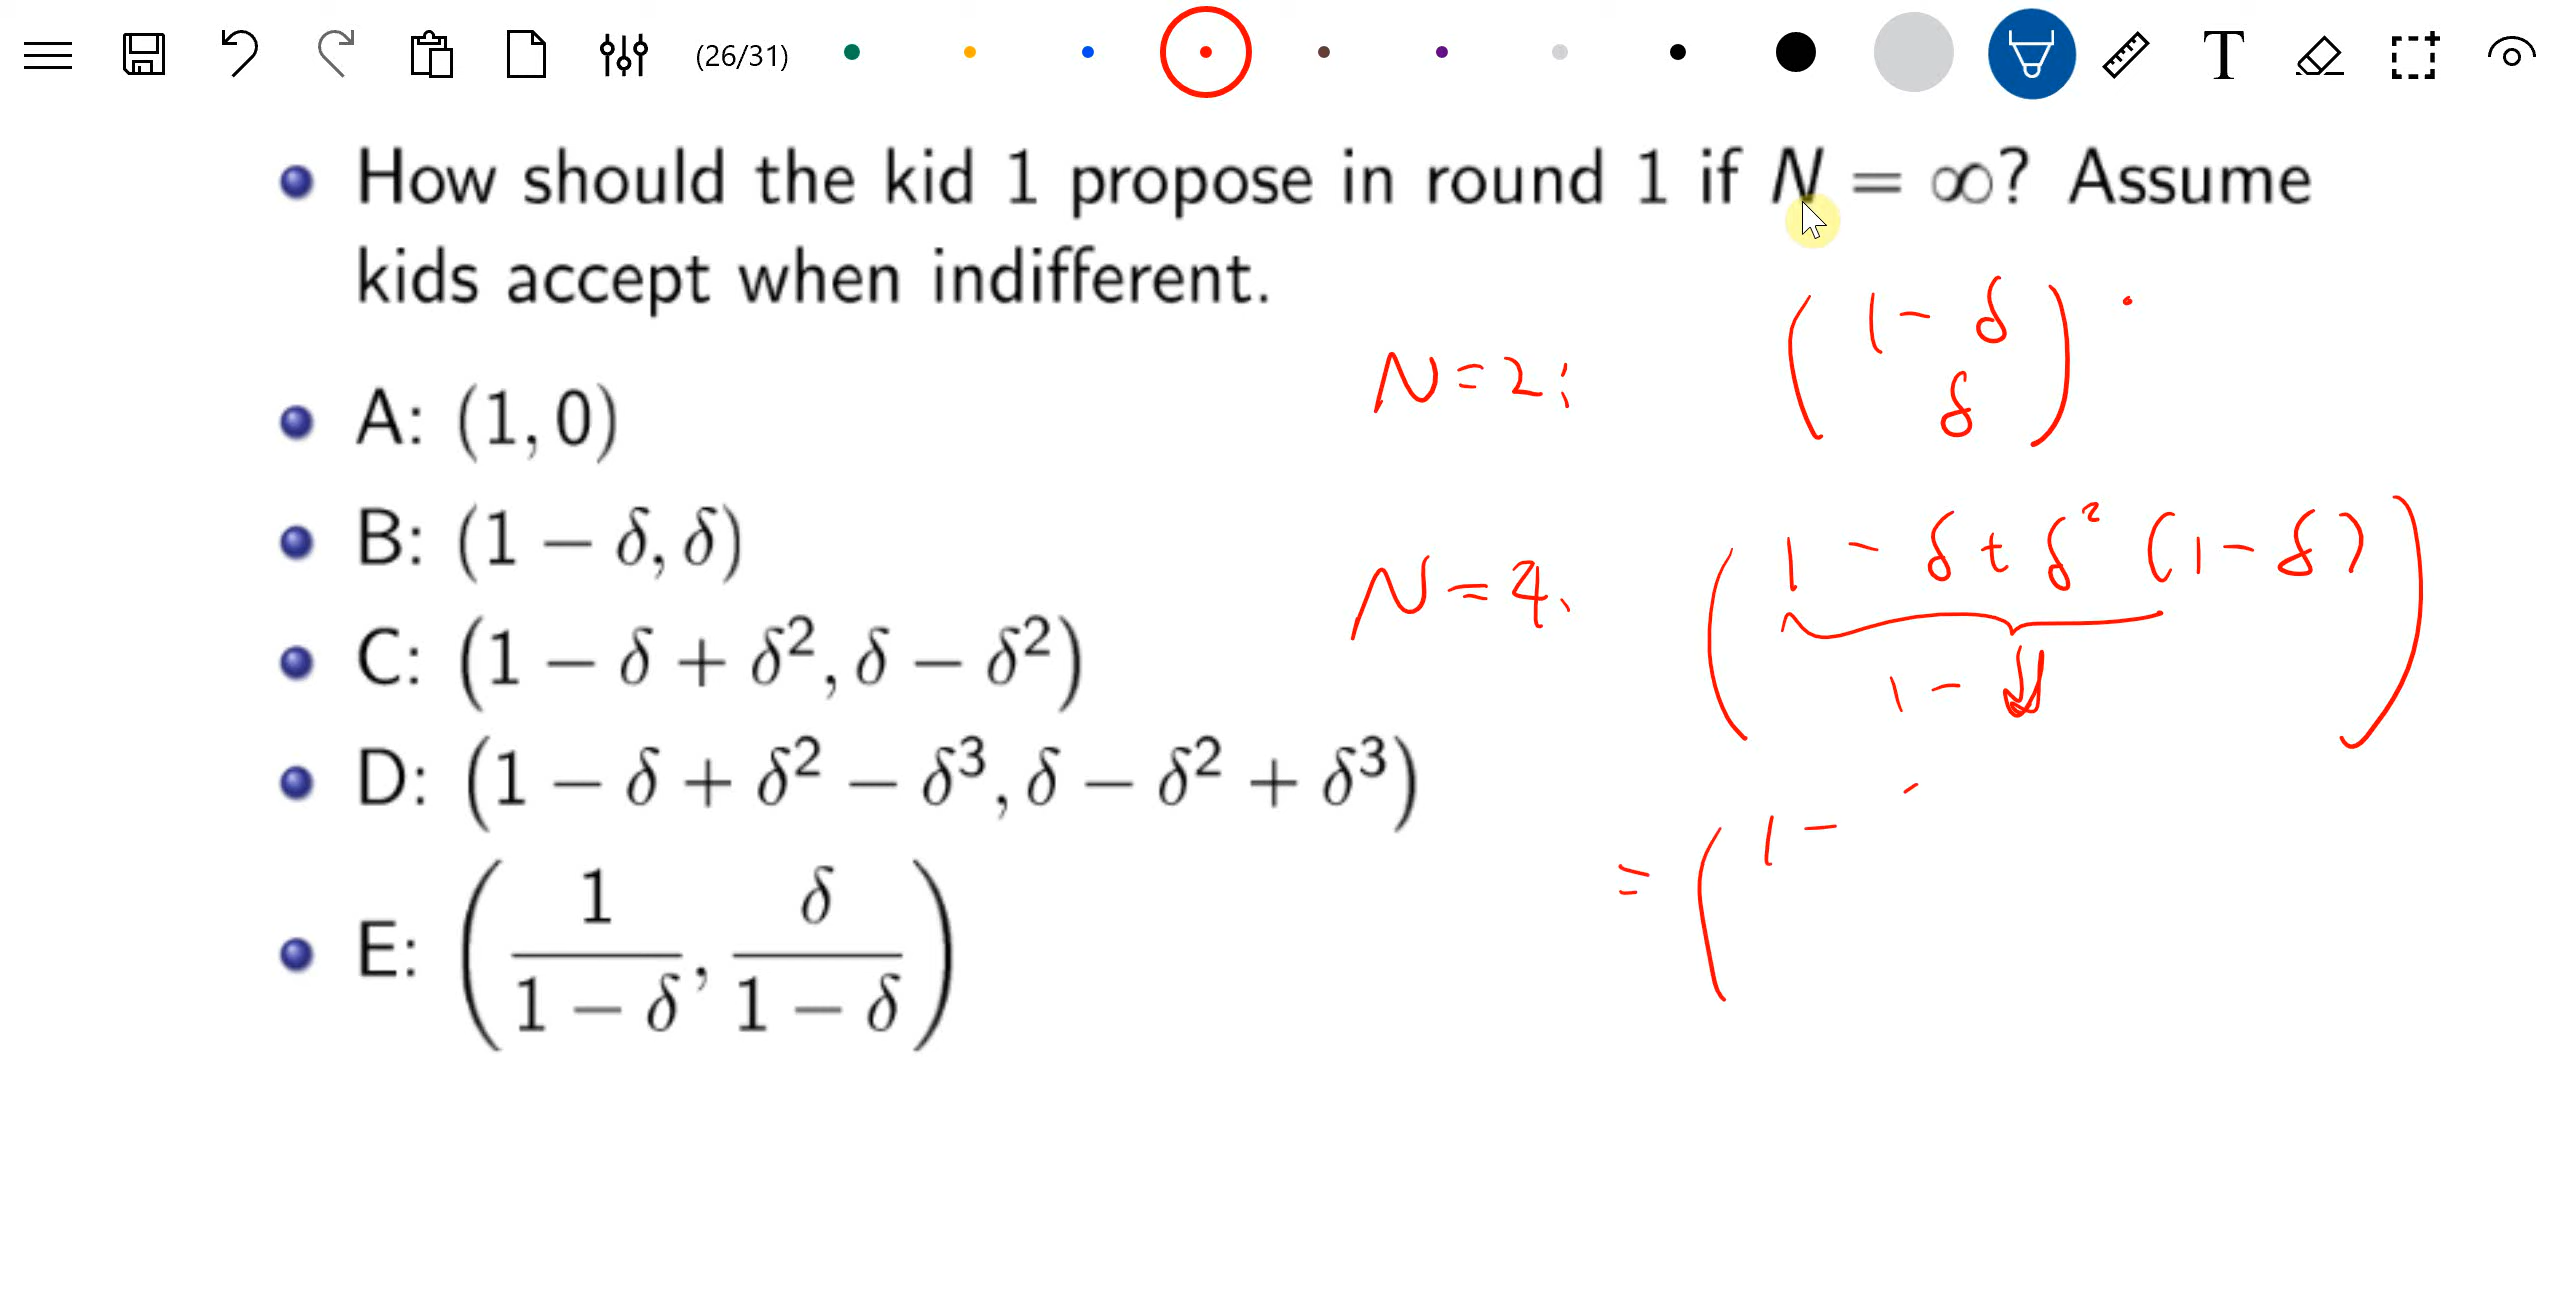 (26/31)
T
How should the kid 1 propose in round 1 if N = ∞? Assume
kids accept when indifferent.
A: (1, 0)
B: (1 − δ, δ)
C: (1 − δ + δ², δ − δ²)
D: (1 − δ + δ² − δ³, δ − δ² + δ³)
E: (1/(1 − δ), δ/(1 − δ))
N=2: (1 - δ
δ)
N=4: (1 - δ + δ² (1 - δ)
1 -
)
= (1 -